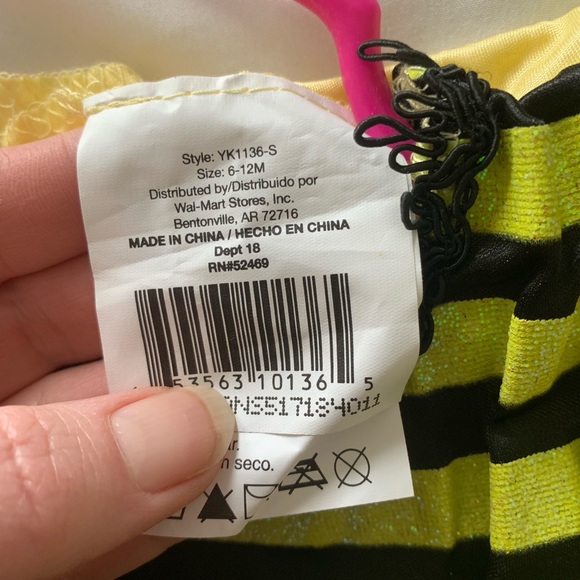 Style: YK1136-S
Size: 6-12M
Distributed by/Distribuido por
Wal-Mart Stores, Inc.
Bentonville, AR 72716
MADE IN CHINA / HECHO EN CHINA
Dept 18
RN#52469
53563 10136 5
N3517184011
seco.